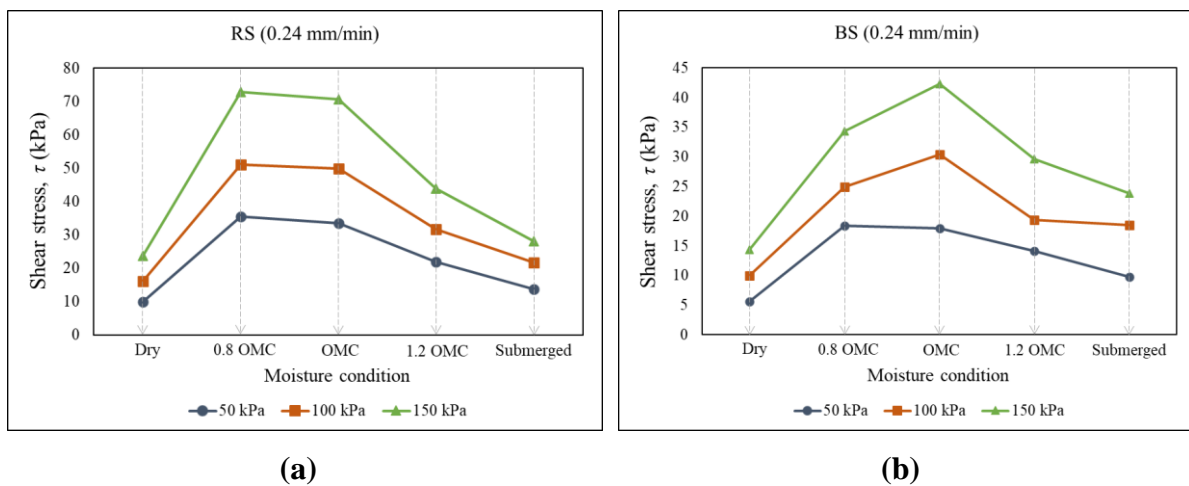 RS (0.24 mm/min)
80
70
60
50
40
30
20
10
0
Shear stress, τ (kPa)
Dry 0.8 OMC OMC 1.2 OMC Submerged
Moisture condition
50 kPa 100 kPa 150 kPa
(a)
BS (0.24 mm/min)
45
40
35
30
25
20
15
10
5
0
Shear stress, τ (kPa)
Dry 0.8 OMC OMC 1.2 OMC Submerged
Moisture condition
50 kPa 100 kPa 150 kPa
(b)